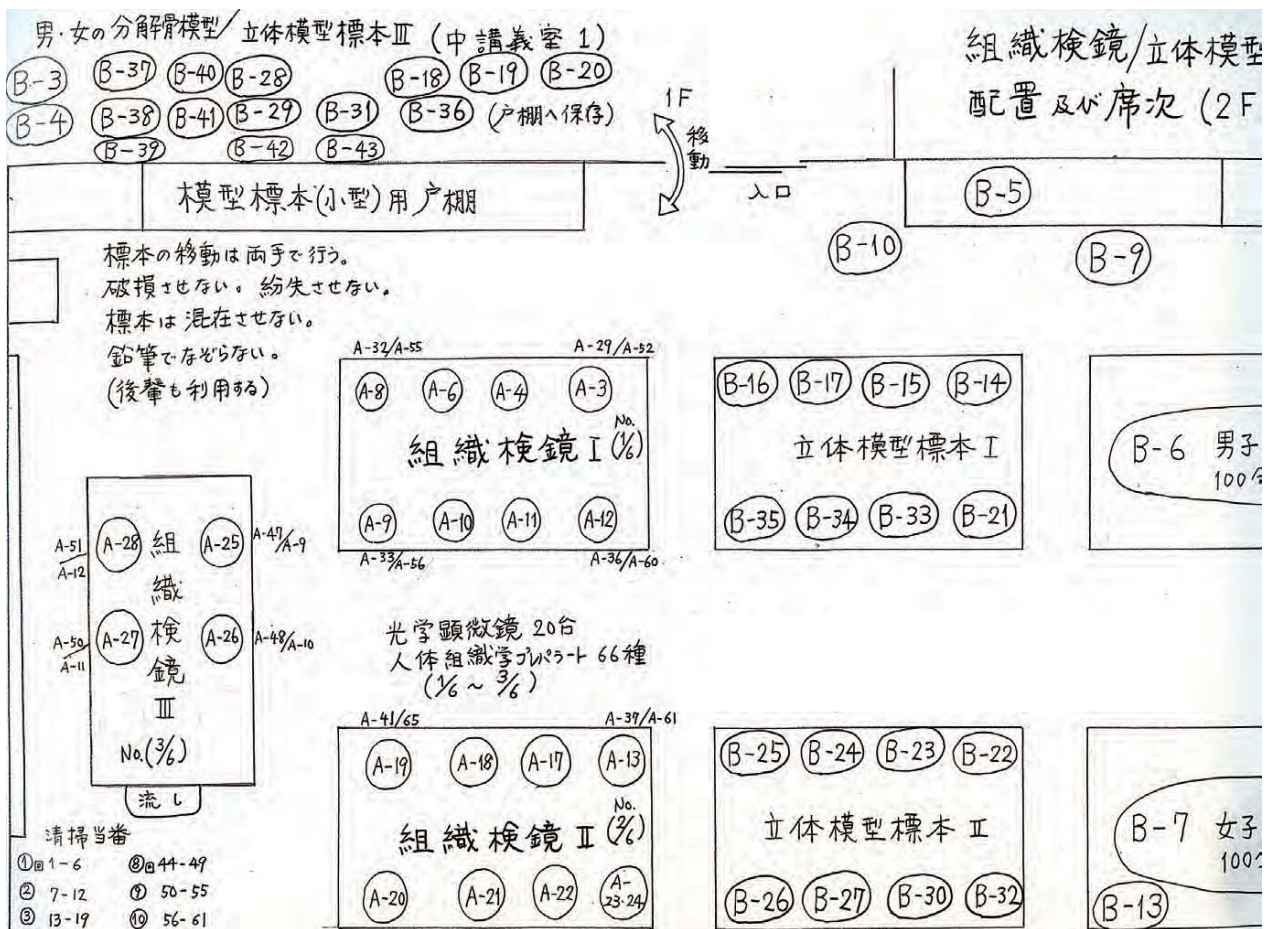 男・女の分解骨模型/立体模型標本Ⅲ (中講義室1)
B-3 B-37 B-40 B-28 B-18 B-19 B-20
B-4 B-38 B-41 B-29 B-31 B-36 (戸棚へ保存)
B-39 B-42 B-43
模型標本(小型)用戸棚
1F
移動
入口
組織検鏡/立体模型
配置及び席次 (2F
B-5
B-10 B-9
標本の移動は両手で行う。
破損させない。紛失させない。
標本は混在させない。
鉛筆でなぞらない。
(後輩も利用する)
A-32/A-55 A-29/A-52
A-8 A-6 A-4 A-3
組織検鏡Ⅰ No.(1/6)
A-9 A-10 A-11 A-12
A-33/A-56 A-36/A-60
B-16 B-17 B-15 B-14
立体模型標本Ⅰ
B-35 B-34 B-33 B-21
B-6 男子
100
A-51/A-12 A-28 A-25 A-47/A-9
A-50/A-11 A-27 A-26 A-48/A-10
組織検鏡Ⅲ
No.(3/6)
流し
光学顕微鏡 20台
人体組織学プレパラート 66種
(1/6~3/6)
A-41/65 A-37/A-61
A-19 A-18 A-17 A-13
組織検鏡Ⅱ No.(2/6)
A-20 A-21 A-22 A-23・24
B-25 B-24 B-23 B-22
立体模型標本Ⅱ
B-26 B-27 B-30 B-32
B-7 女子
100
B-13
清掃当番
①回 1-6 ⑧回 44-49
② 7-12 ⑨ 50-55
③ 13-19 ⑩ 56-61